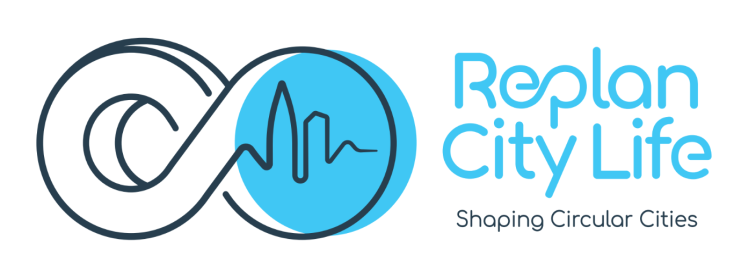 Replan
City Life
Shaping Circular Cities